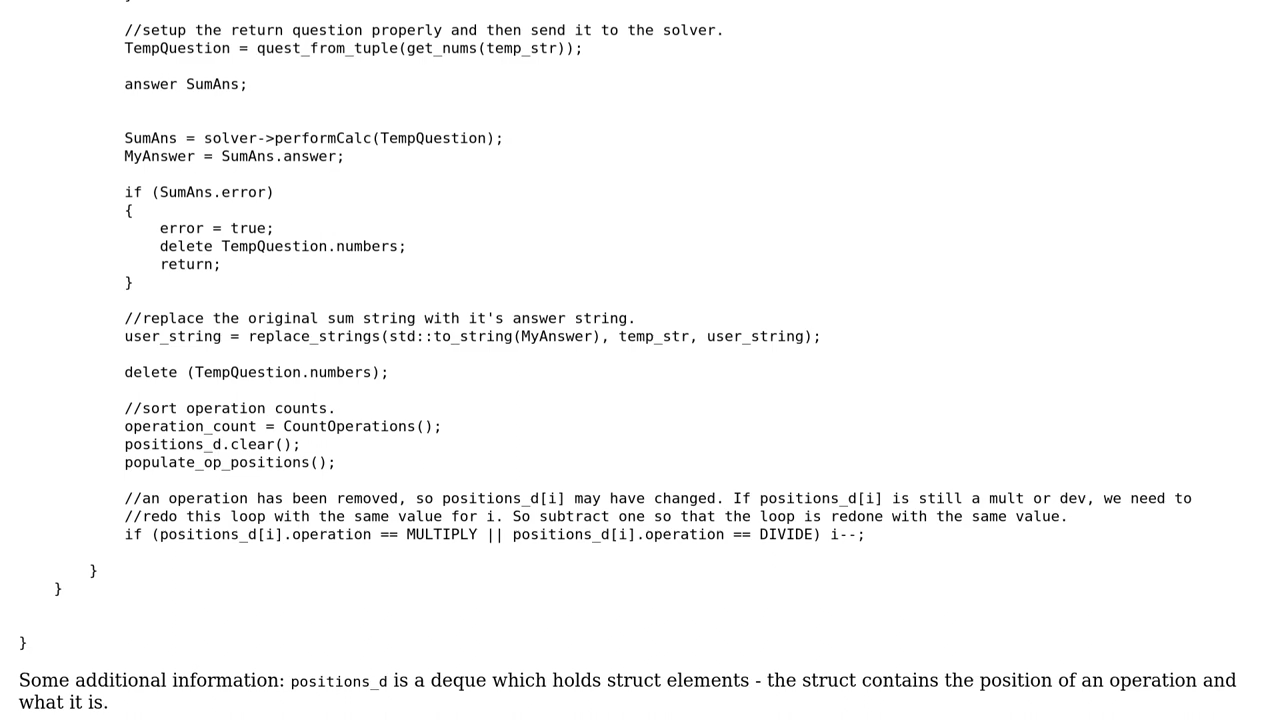 //setup the return question properly and then send it to the solver.
TempQuestion = quest_from_tuple(get_nums(temp_str));
answer SumAns;
SumAns = solver->performCalc(TempQuestion);
MyAnswer = SumAns.answer;
if (SumAns.error)
{
error = true;
delete TempQuestion.numbers;
return;
}
//replace the original sum string with it's answer string.
user_string = replace_strings(std::to_string(MyAnswer), temp_str, user_string);
delete (TempQuestion.numbers);
//sort operation counts.
operation_count = CountOperations();
positions_d.clear();
populate_op_positions();
//an operation has been removed, so positions_d[i] may have changed. If positions_d[i] is still a mult or dev, we need to
//redo this loop with the same value for i. So subtract one so that the loop is redone with the same value.
if (positions_d[i].operation == MULTIPLY || positions_d[i].operation == DIVIDE) i--;
}
}
}
Some additional information: positions_d is a deque which holds struct elements - the struct contains the position of an operation and
what it is.